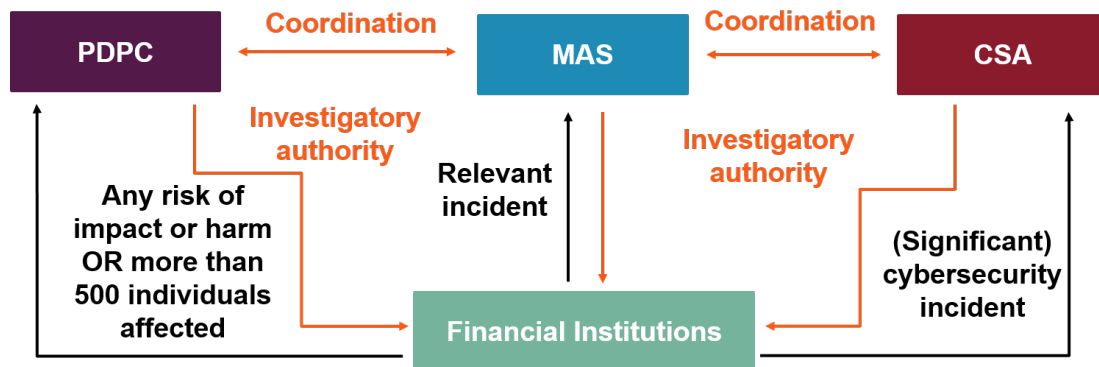 Coordination
Coordination
PDPC
MAS
CSA
Investigatory
authority
Investigatory
authority
Relevant
incident
Any risk of
impact or harm
OR more than
500 individuals
affected
(Significant)
cybersecurity
incident
Financial Institutions